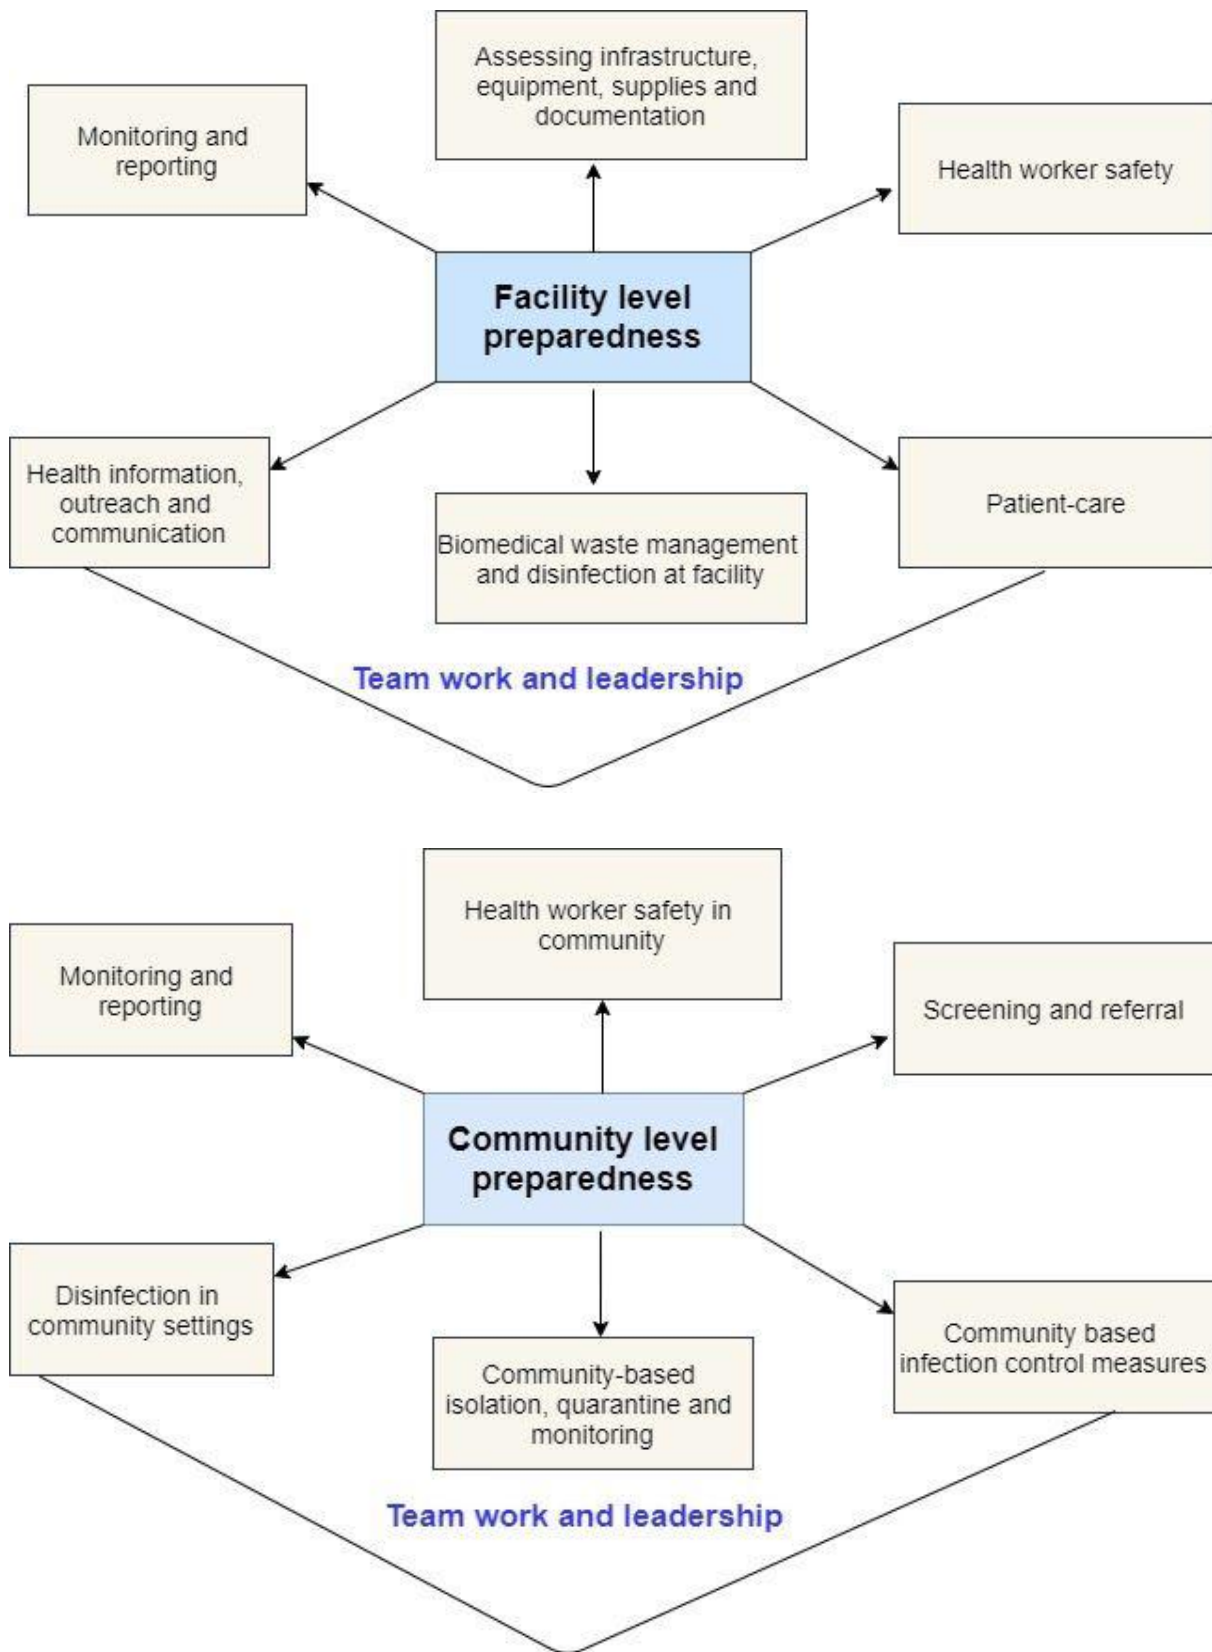 Assessing infrastructure,
equipment, supplies and
documentation
Monitoring and
reporting
Health worker safety
Facility level
preparedness
Health information,
outreach and
communication
Biomedical waste management
and disinfection at facility
Patient-care
Team work and leadership
Health worker safety in
community
Monitoring and
reporting
Screening and referral
Community level
preparedness
Disinfection in
community settings
Community-based
isolation, quarantine and
monitoring
Community based
infection control measures
Team work and leadership